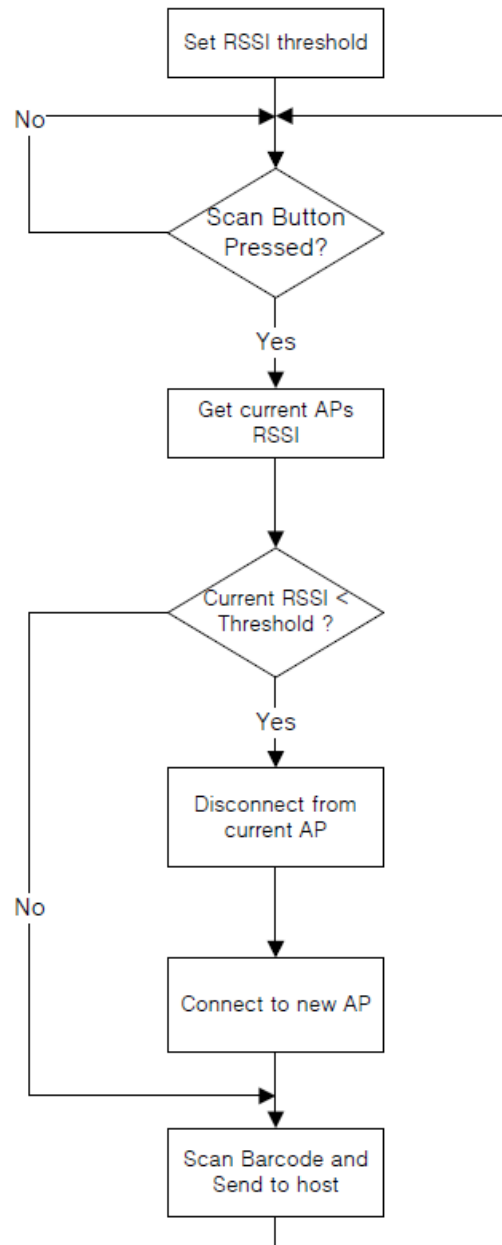 Set RSSI threshold
No
Scan Button
Pressed?
Yes
Get current APs
RSSI
Current RSSI <
Threshold ?
Yes
Disconnect from
current AP
No
Connect to new AP
Scan Barcode and
Send to host